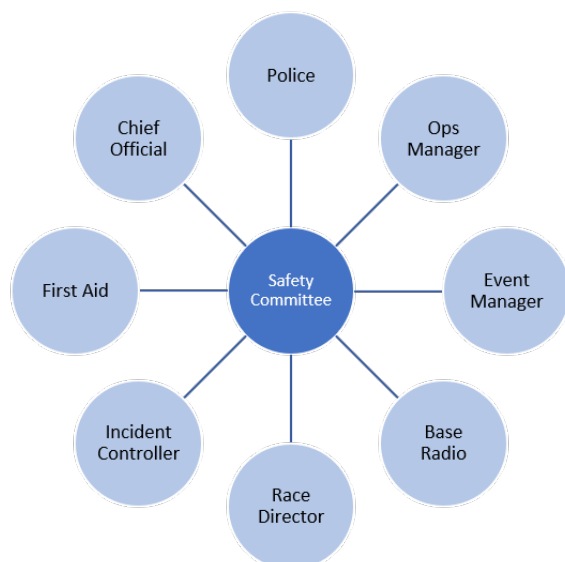 Police
Chief
Official
Ops
Manager
First Aid
Safety
Committee
Event
Manager
Incident
Controller
Base
Radio
Race
Director